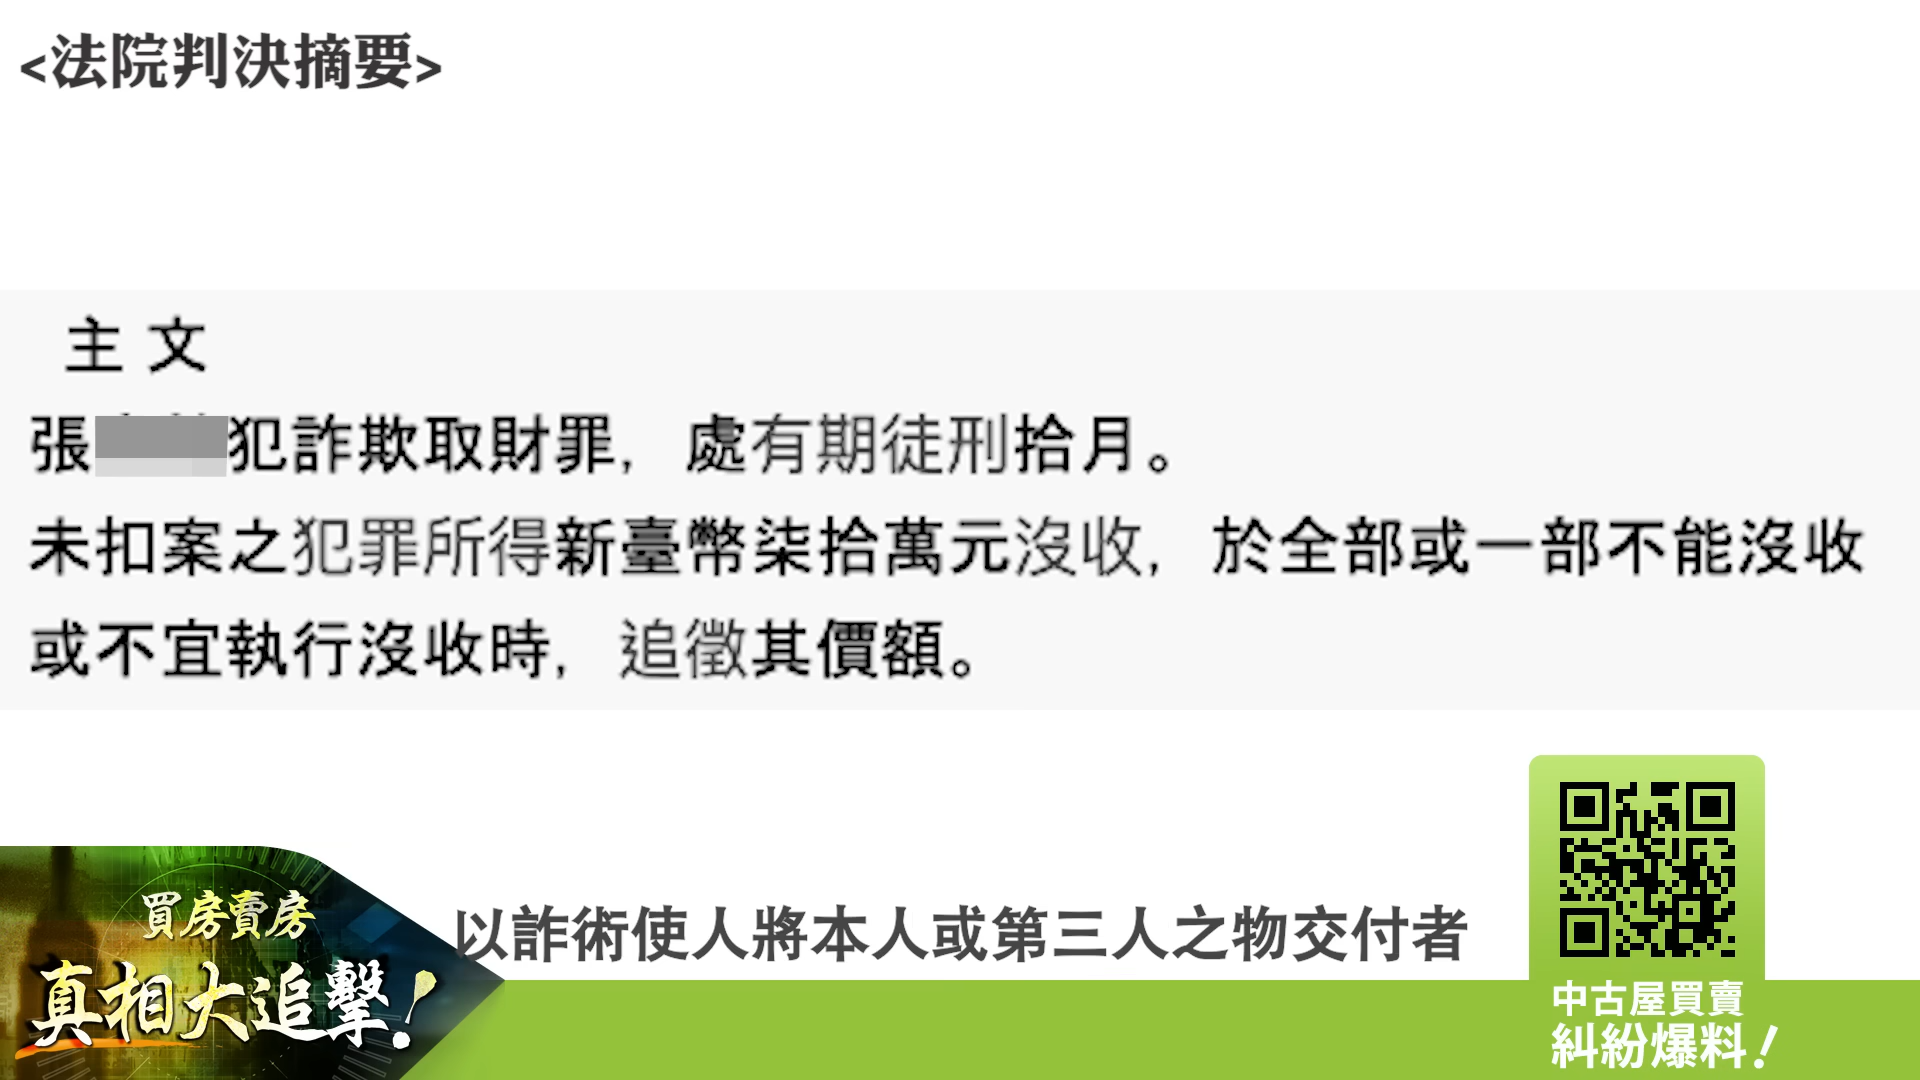 <法院判決摘要>
主 文
張 犯詐欺取財罪，處有期徒刑拾月。
未扣案之犯罪所得新臺幣柒拾萬元沒收，於全部或一部不能沒收
或不宜執行沒收時，追徵其價額。
以詐術使人將本人或第三人之物交付者
買房賣房
真相大追擊!
中古屋買賣
糾紛爆料!